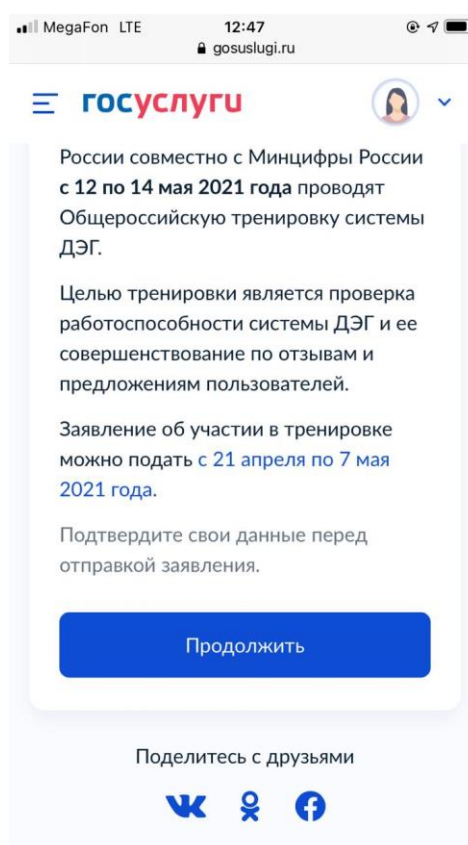 MegaFon LTE 12:47
gosuslugi.ru
госуслуги
России совместно с Минцифры России
с 12 по 14 мая 2021 года проводят
Общероссийскую тренировку системы
ДЭГ.
Целью тренировки является проверка
работоспособности системы ДЭГ и ее
совершенствование по отзывам и
предложениям пользователей.
Заявление об участии в тренировке
можно подать с 21 апреля по 7 мая
2021 года.
Подтвердите свои данные перед
отправкой заявления.
Продолжить
Поделитесь с друзьями